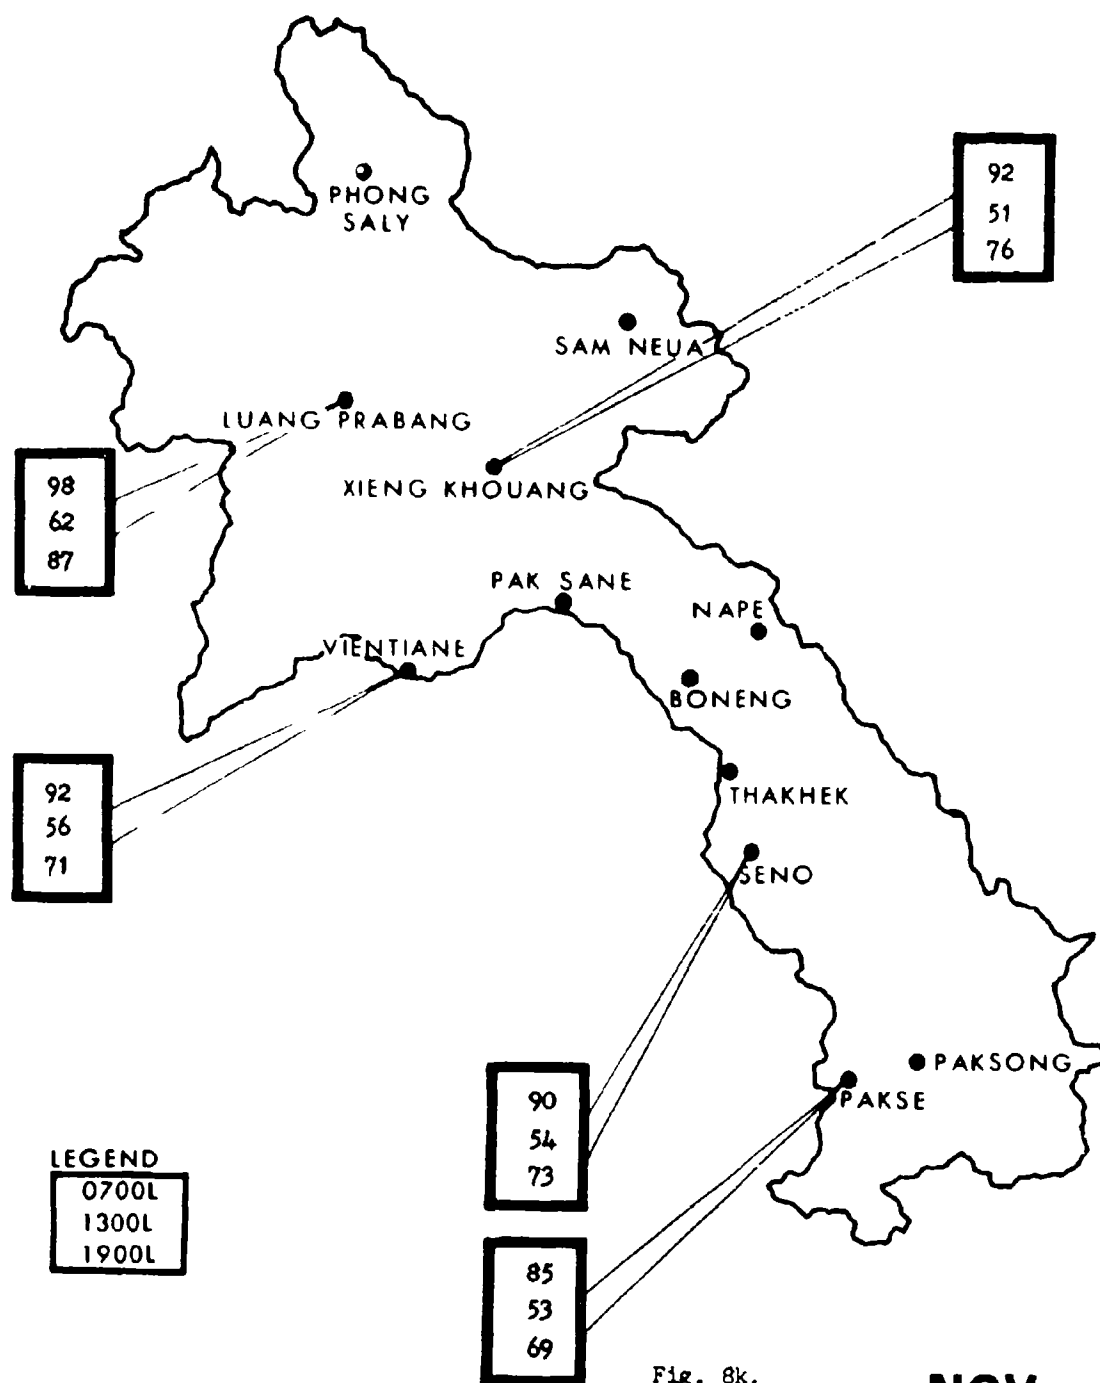 PHONG
SALY
92
51
76
SAM NEUA
LUANG PRABANG
98
62
87
XIENG KHOUANG
PAK SANE
NAPE
VIENTIANE
BONENG
92
56
71
THAKHEK
SENO
PAKSONG
PAKSE
90
54
73
LEGEND
0700L
1300L
1900L
85
53
69
Fig. 8k.
NOV